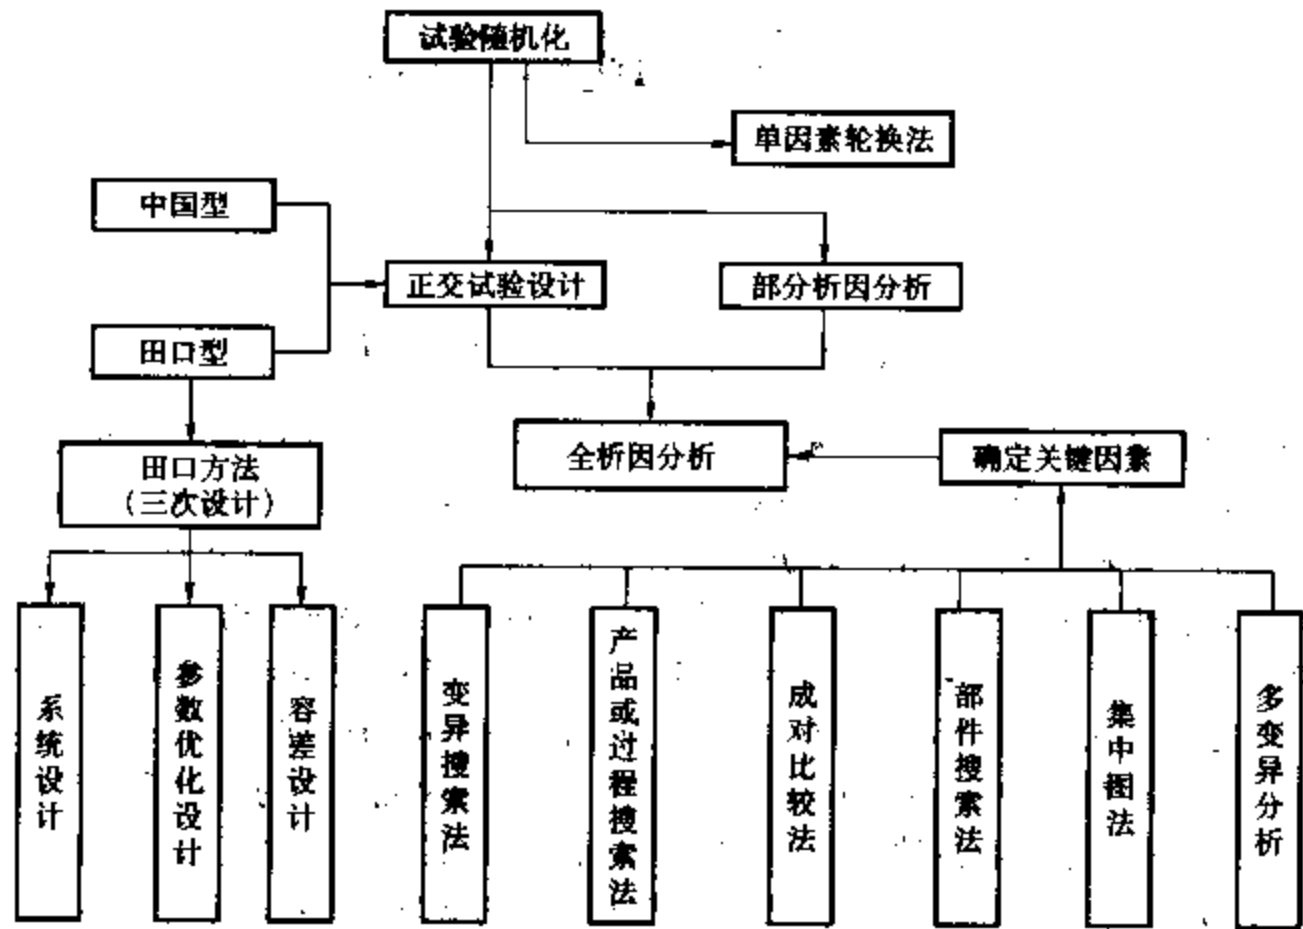 试验随机化
单因素轮换法
中国型
正交试验设计
部分析因分析
田口型
全析因分析
确定关键因素
田口方法
(三次设计)
系统设计
参数优化设计
容差设计
变异搜索法
产品或过程搜索法
成对比较法
部件搜索法
集中图法
多变异分析